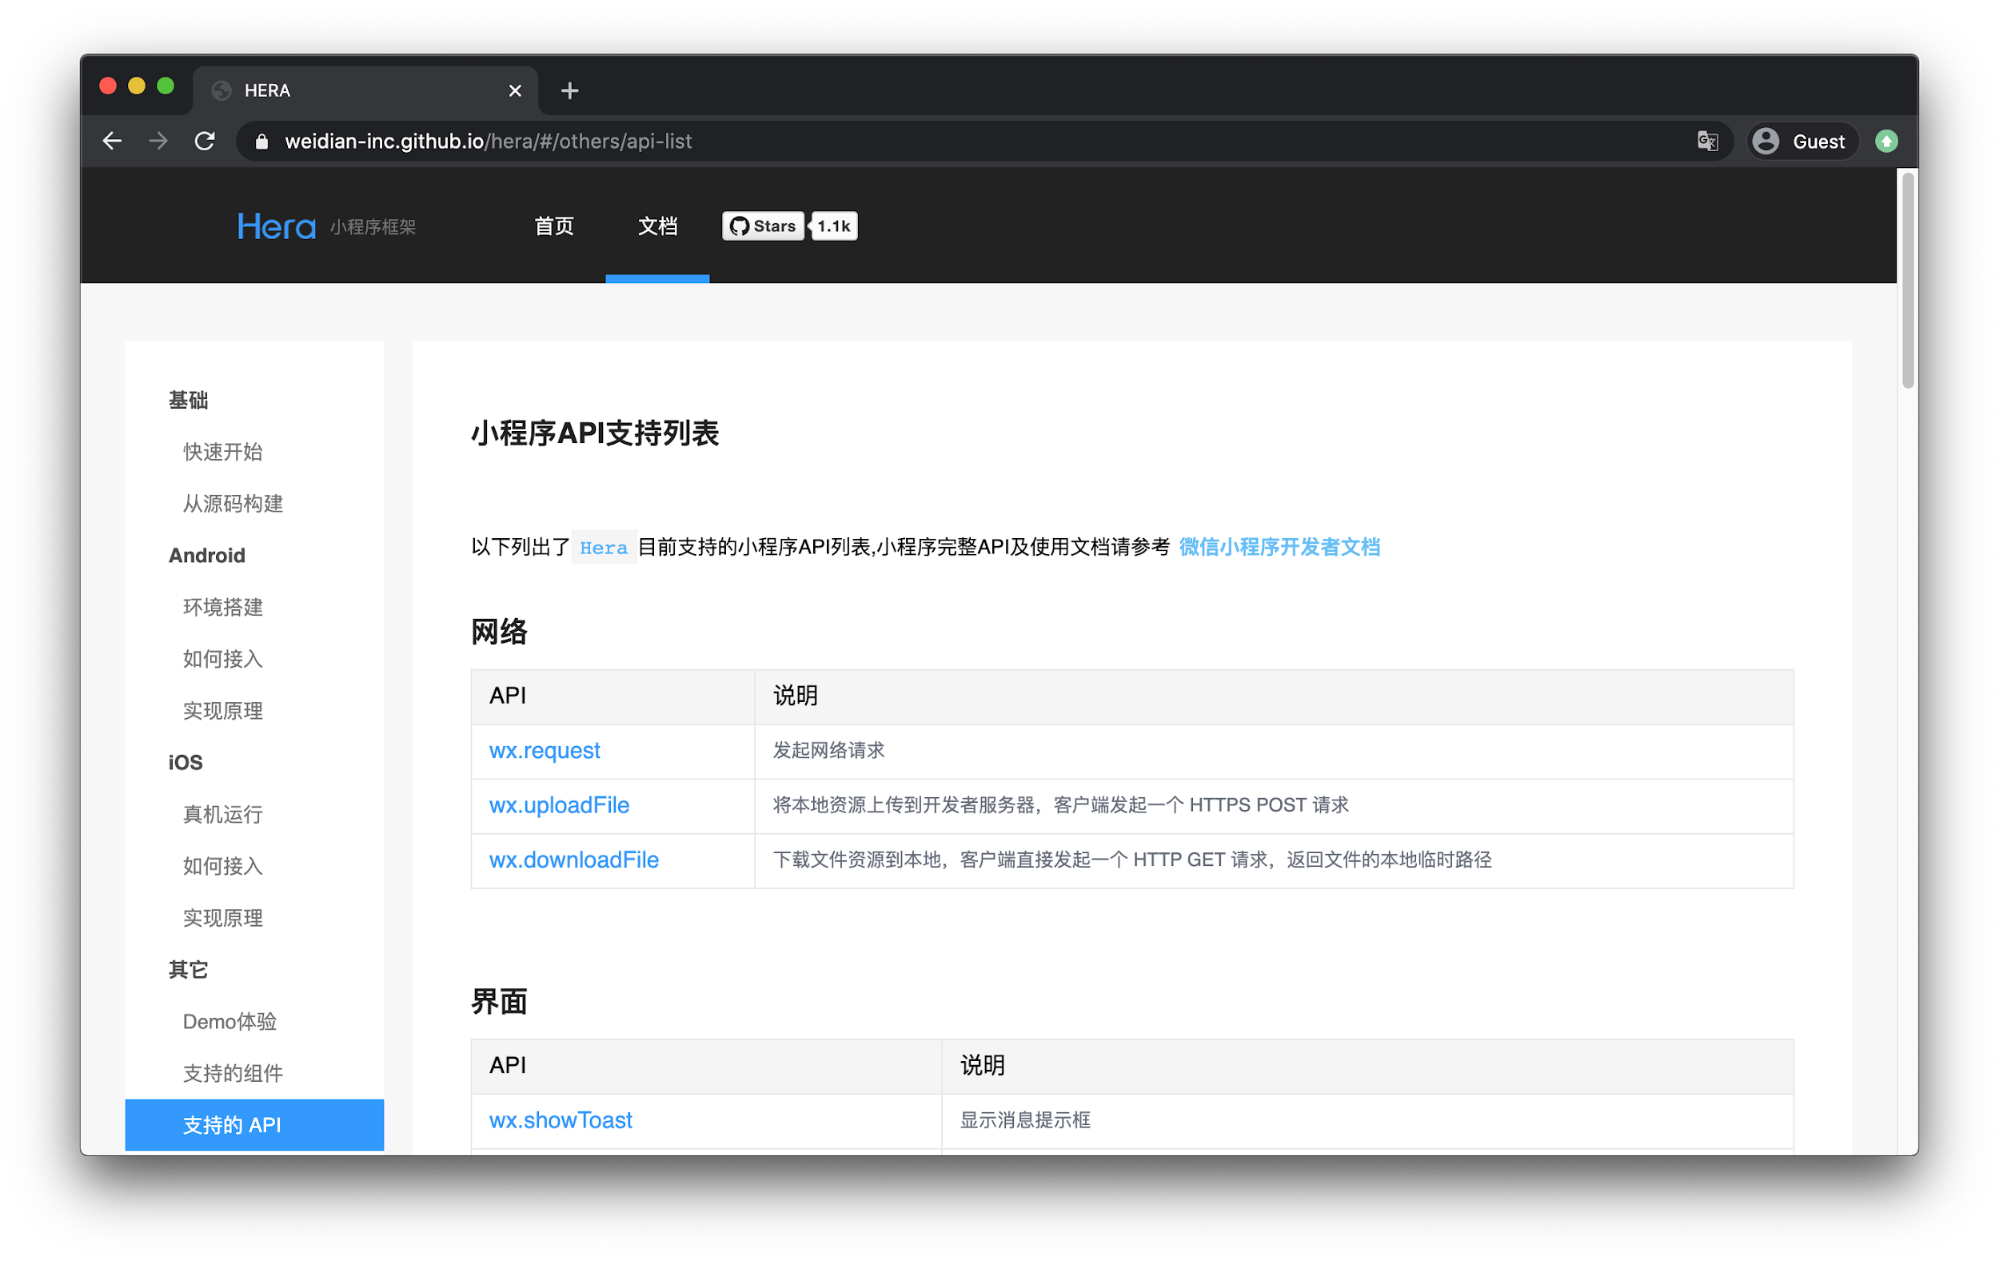 HERA
weidian-inc.github.io/hera/#/others/api-list
Guest
Hera 小程序框架 首页 文档 Stars 1.1k
基础
快速开始
从源码构建
Android
环境搭建
如何接入
实现原理
iOS
真机运行
如何接入
实现原理
其它
Demo体验
支持的组件
支持的 API
小程序API支持列表
以下列出了 Hera 目前支持的小程序API列表,小程序完整API及使用文档请参考 微信小程序开发者文档
网络
API 说明
wx.request 发起网络请求
wx.uploadFile 将本地资源上传到开发者服务器，客户端发起一个 HTTPS POST 请求
wx.downloadFile 下载文件资源到本地，客户端直接发起一个 HTTP GET 请求，返回文件的本地临时路径
界面
API 说明
wx.showToast 显示消息提示框